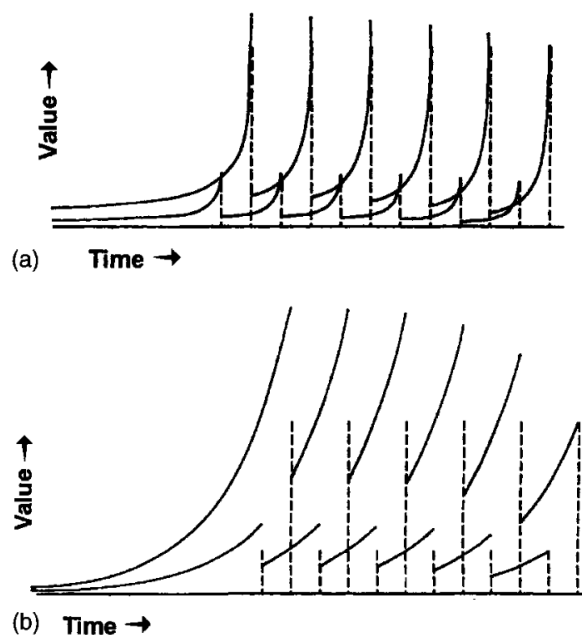 Value →
(a) Time →
Value →
(b) Time →